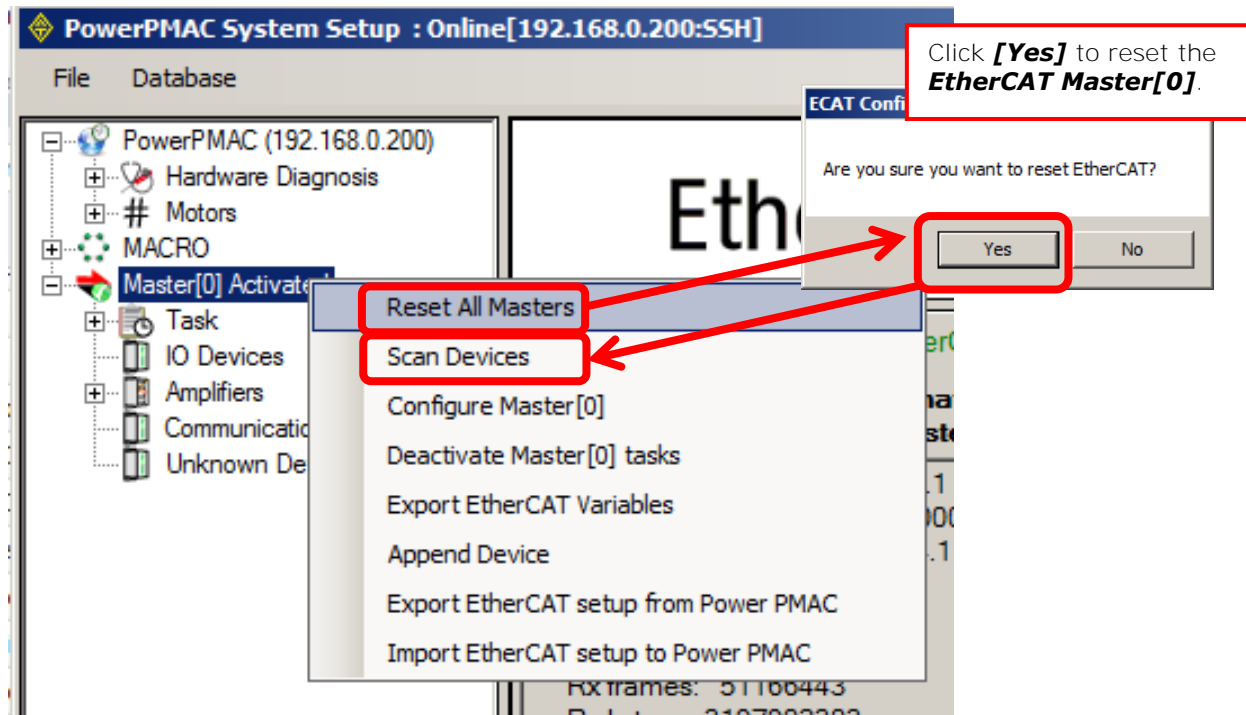 PowerPMAC System Setup : Online[192.168.0.200:SSH]
File Database
Click [Yes] to reset the
EtherCAT Master[0].
ECAT
Are you sure you want to reset EtherCAT?
Yes No
PowerPMAC (192.168.0.200)
Hardware Diagnosis
# Motors
MACRO
Master[0]
Task
IO Devices
Amplifiers
Unknown
Reset All Masters
Scan Devices
Configure Master[0]
Deactivate Master[0] tasks
Export EtherCAT Variables
Append Device
Export EtherCAT setup from Power PMAC
Import EtherCAT setup to Power PMAC
Rx frames: 51166443